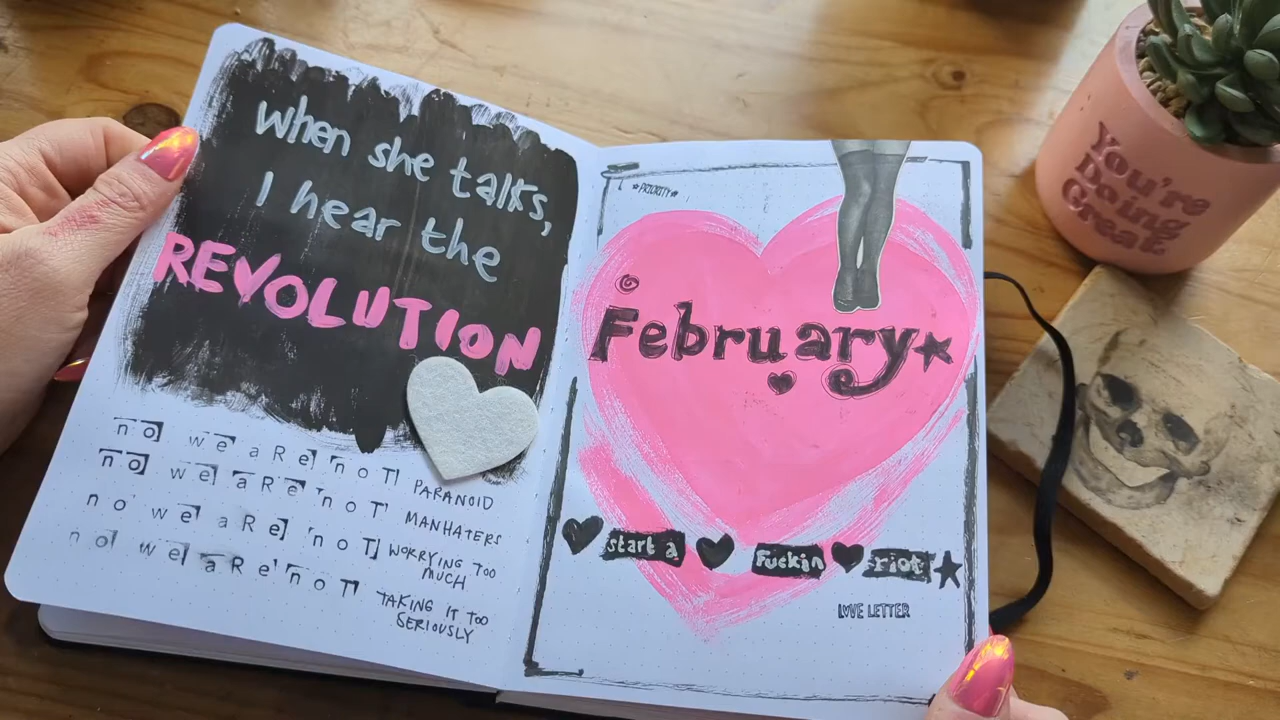 when she talks,
I hear the
REVOLUTION
no we aRe noT PARANOID
no we aRe noT MANHATERS
no we aRe noT WORRYING TOO
MUCH
no we aRe noT TAKING IT TOO
SERIOUSLY
*PRIORITY*
February
start a Fuckin riot
LOVE LETTER
You're
Doing
Great